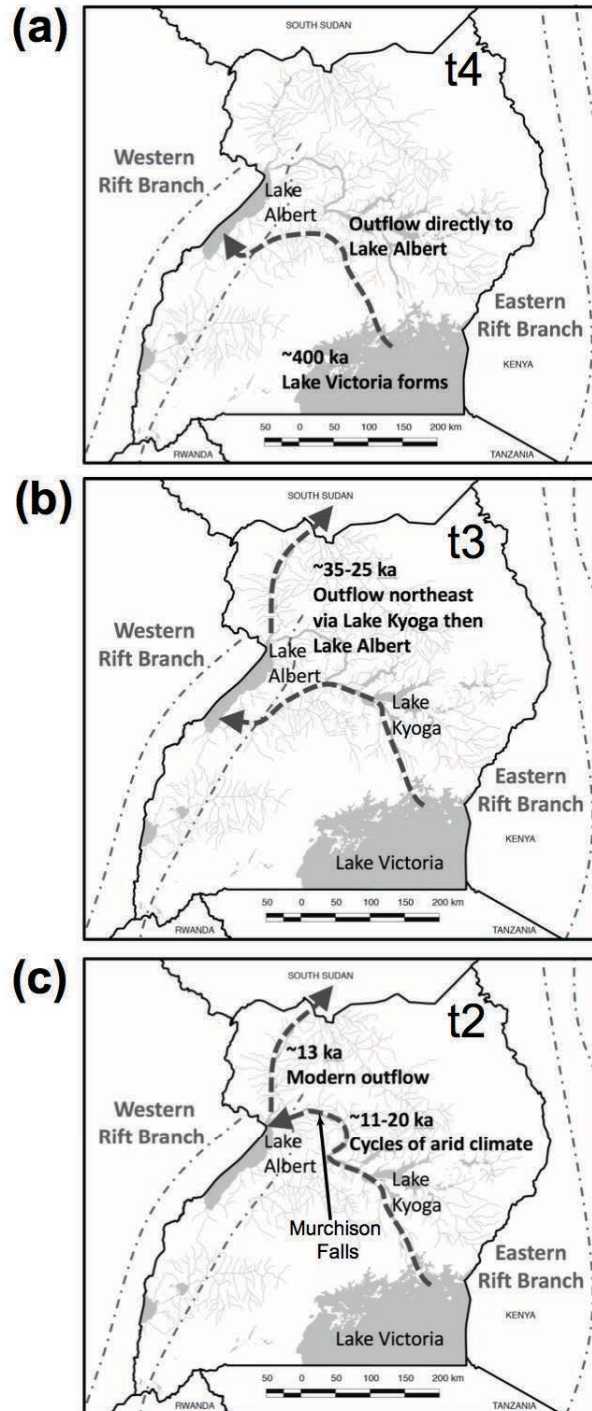 (a)
SOUTH SUDAN
t4
Western
Rift Branch
Lake
Albert
Outflow directly to
Lake Albert
Eastern
Rift Branch
~400 ka
Lake Victoria forms
KENYA
50 0 50 100 150 200 km
RWANDA
TANZANIA
(b)
SOUTH SUDAN
t3
~35-25 ka
Outflow northeast
via Lake Kyoga then
Lake Albert
Western
Rift Branch
Lake
Albert
Lake
Kyoga
Eastern
Rift Branch
KENYA
Lake Victoria
50 0 50 100 150 200 km
RWANDA
TANZANIA
(c)
SOUTH SUDAN
t2
~13 ka
Modern outflow
Western
Rift Branch
~11-20 ka
Cycles of arid climate
Lake
Albert
Lake
Kyoga
Murchison
Falls
Eastern
Rift Branch
KENYA
Lake Victoria
50 0 50 100 150 200 km
RWANDA
TANZANIA